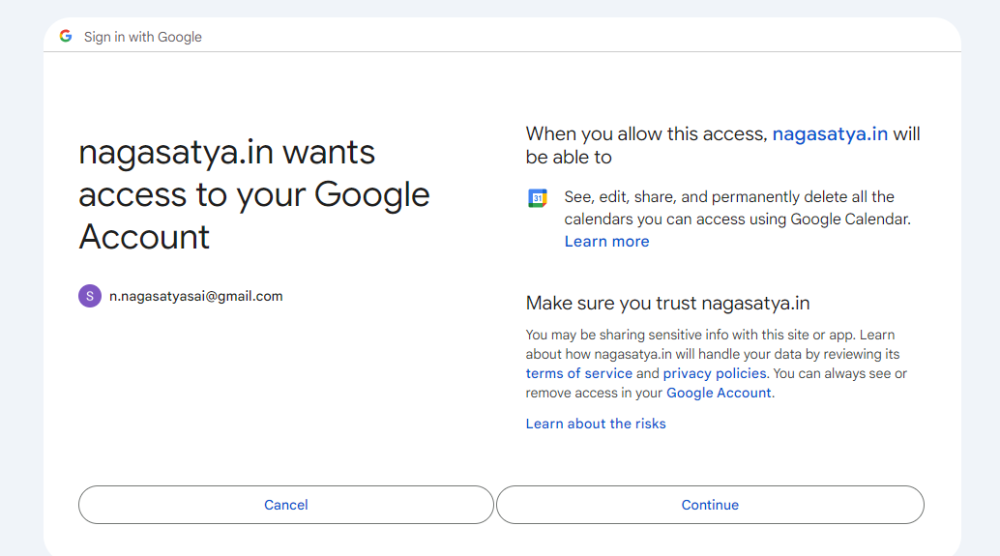 Sign in with Google
nagasatya.in wants
access to your Google
Account
n.nagasatyasai@gmail.com
S
When you allow this access, nagasatya.in will
be able to
31
See, edit, share, and permanently delete all the
calendars you can access using Google Calendar.
Learn more
Make sure you trust nagasatya.in
You may be sharing sensitive info with this site or app. Learn
about how nagasatya.in will handle your data by reviewing its
terms of service and privacy policies. You can always see or
remove access in your Google Account.
Learn about the risks
Cancel
Continue